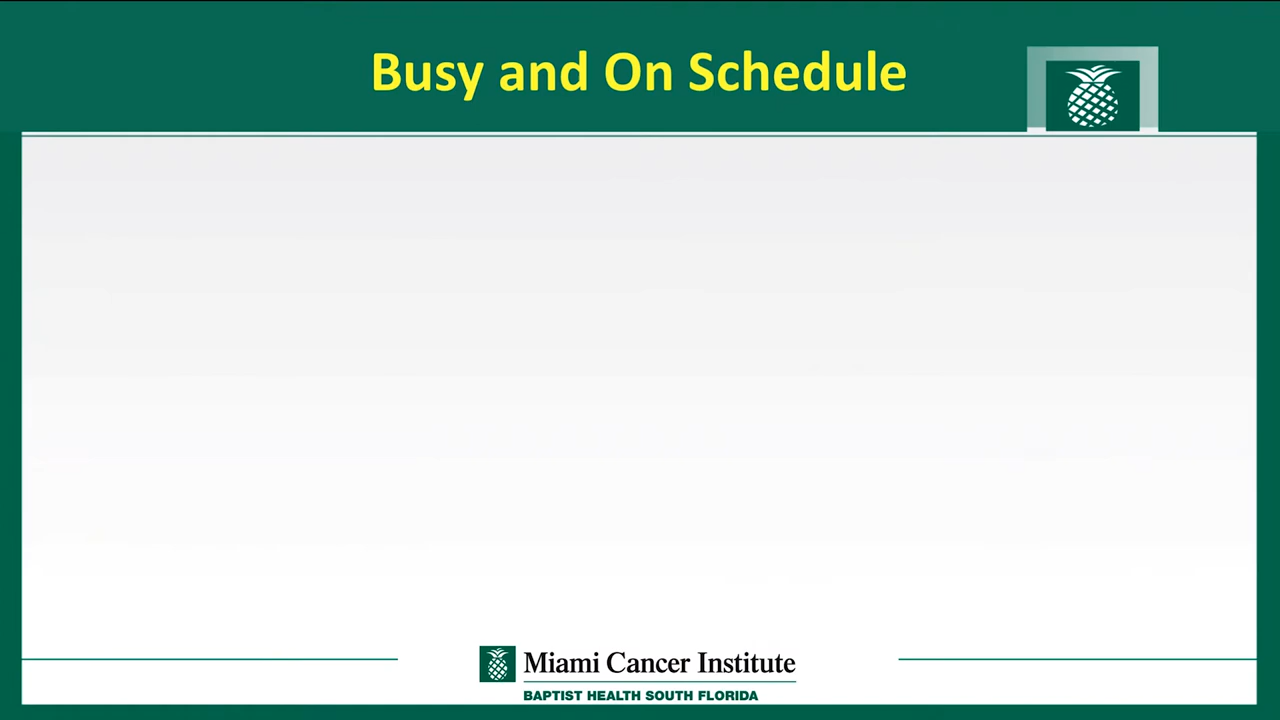 Busy and On Schedule
Miami Cancer Institute
BAPTIST HEALTH SOUTH FLORIDA